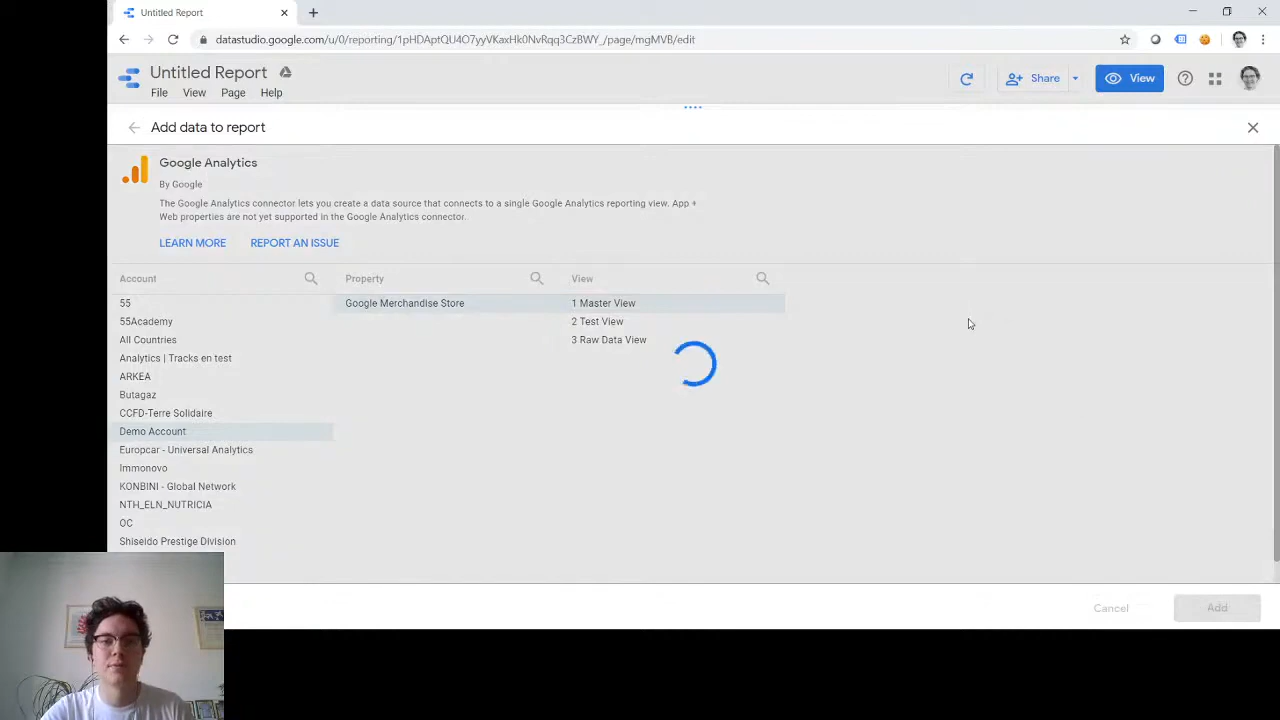 Untitled Report
datastudio.google.com/u/0/reporting/1pHDAptQU4O7yyVKaxHk0NvRqq3CzBWY_/page/mgMVB/edit
Untitled Report
File View Page Help
Share
View
Add data to report
Google Analytics
By Google
The Google Analytics connector lets you create a data source that connects to a single Google Analytics reporting view. App +
Web properties are not yet supported in the Google Analytics connector.
LEARN MORE REPORT AN ISSUE
Account Property View
55 Google Merchandise Store 1 Master View
55Academy 2 Test View
All Countries 3 Raw Data View
Analytics | Tracks en test
ARKEA
Butagaz
CCFD-Terre Solidaire
Demo Account
Europcar - Universal Analytics
Immonovo
KONBINI - Global Network
NTH_ELN_NUTRICIA
OC
Shiseido Prestige Division
Cancel Add